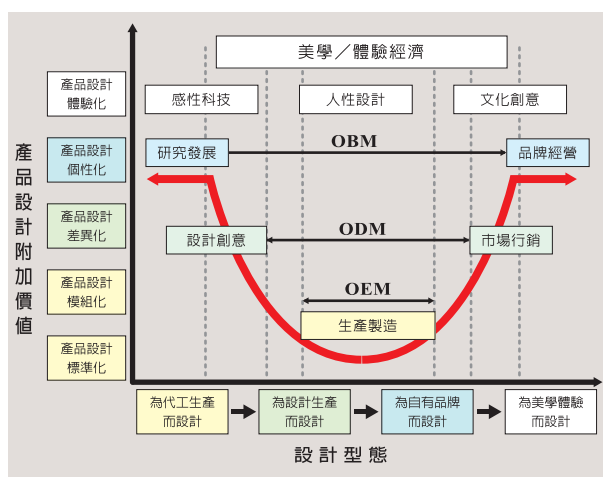 美學／體驗經濟
產品設計
體驗化
感性科技
人性設計
文化創意
產品設計
個性化
研究發展
OBM
品牌經營
產品設計附加價值
產品設計
差異化
設計創意
ODM
市場行銷
產品設計
模組化
OEM
生產製造
產品設計
標準化
為代工生產
而設計
為設計生產
而設計
為自有品牌
而設計
為美學體驗
而設計
設計型態